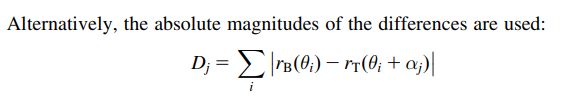 Alternatively, the absolute magnitudes of the differences are used:
D_j = ∑_i |r_B(θ_i) − r_T(θ_i + α_j)|